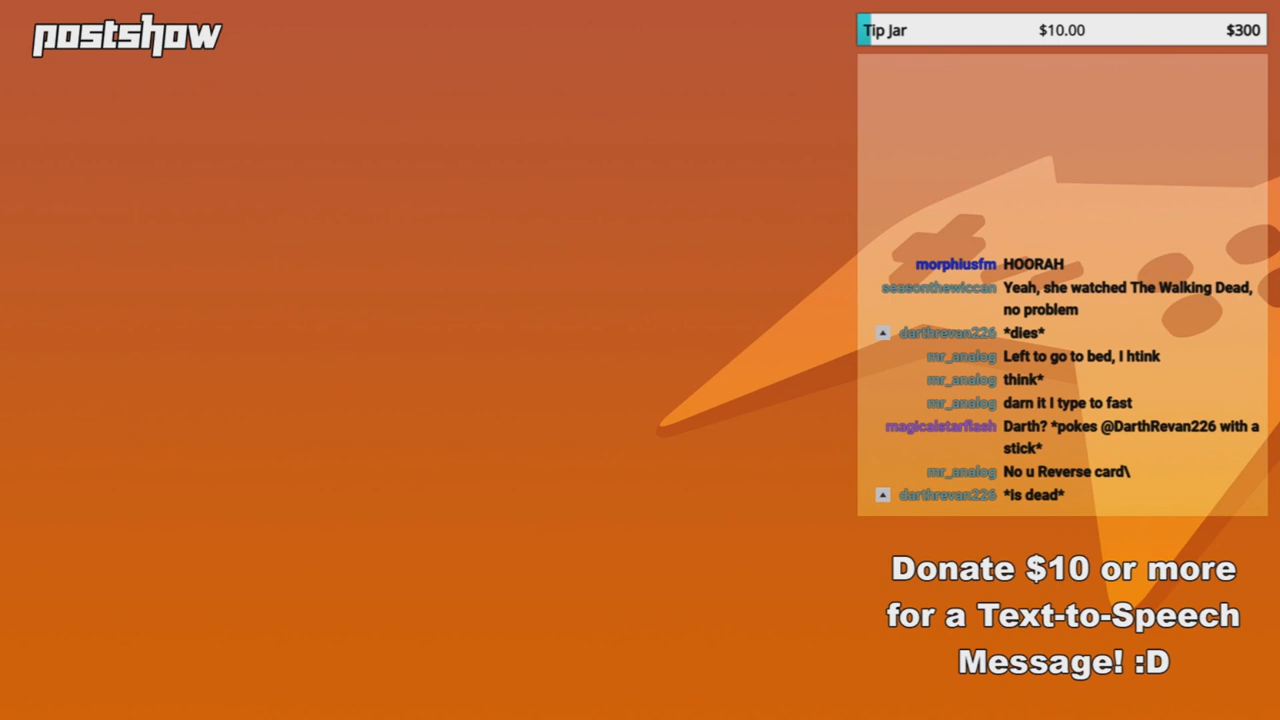 postshow
Tip Jar $10.00 $300
morphiusfm HOORAH
seasonthewiccan Yeah, she watched The Walking Dead,
no problem
darthrevan226 *dies*
mr_analog Left to go to bed, I htink
mr_analog think*
mr_analog darn it I type to fast
magicalstarflash Darth? *pokes @DarthRevan226 with a
stick*
mr_analog No u Reverse card\
darthrevan226 *is dead*
Donate $10 or more
for a Text-to-Speech
Message! :D